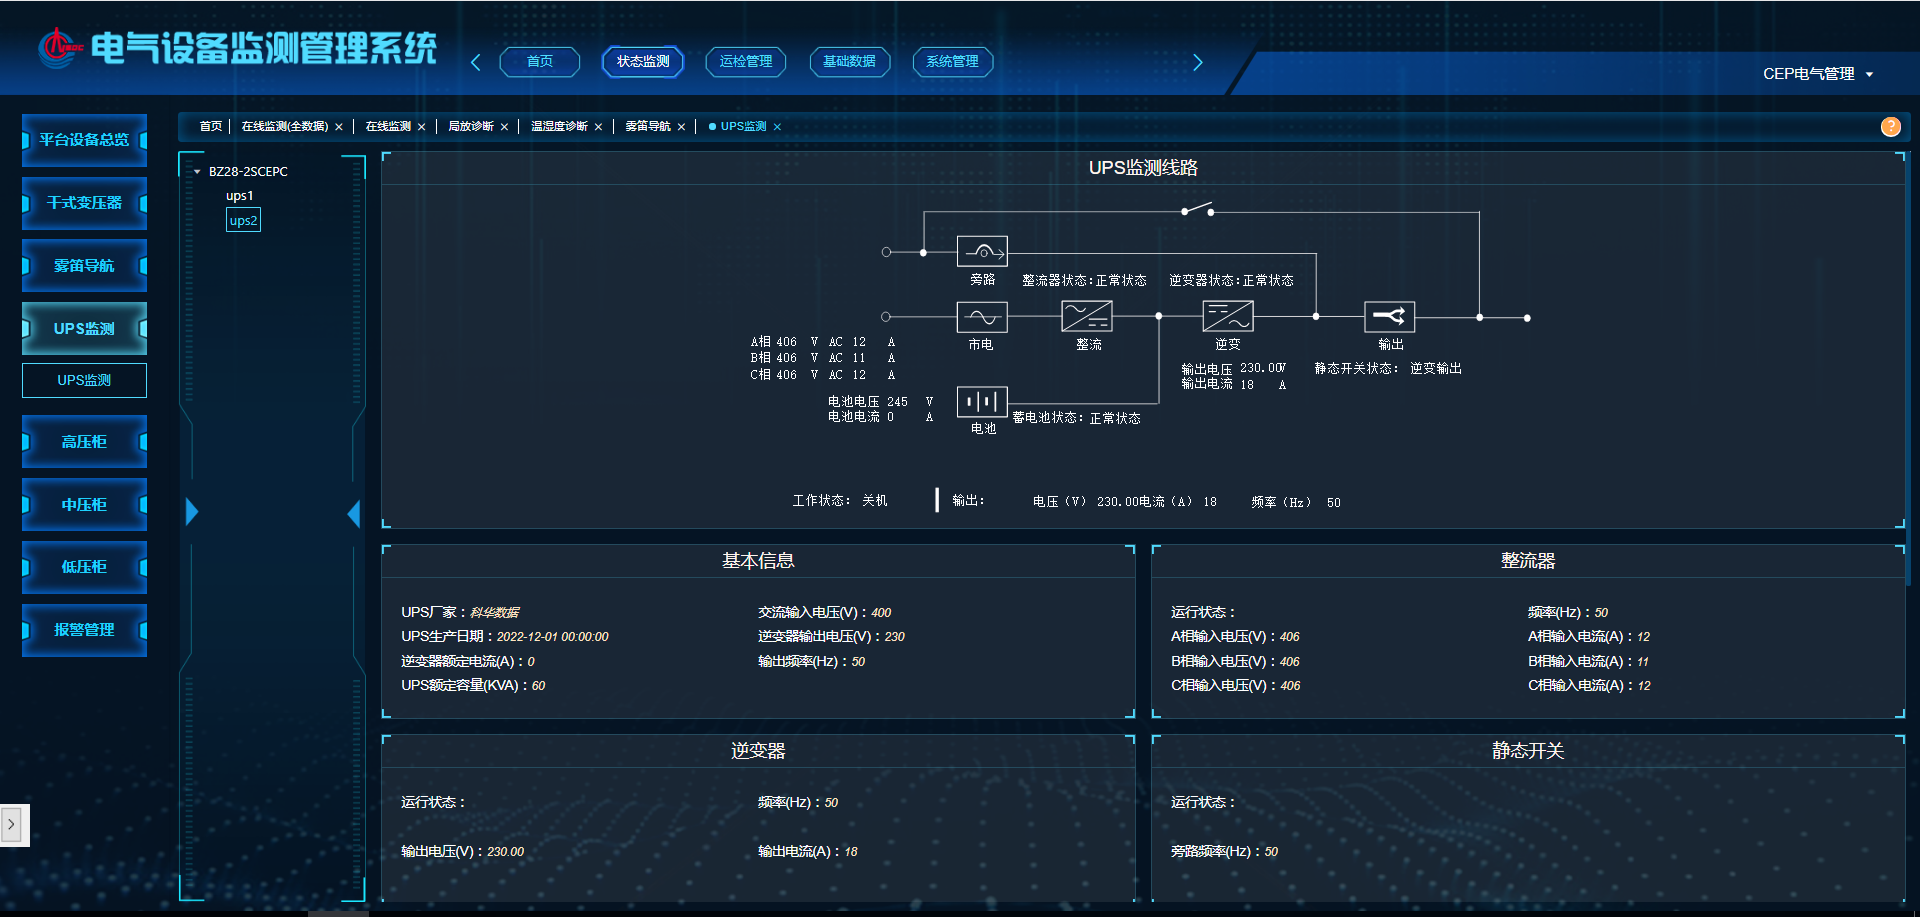 电气设备监测管理系统
首页
状态监测
运检管理
基础数据
系统管理
CEP电气管理
平台设备总览
干式变压器
雾笛导航
UPS监测
UPS监测
高压柜
中压柜
低压柜
报警管理
首页 在线监测(全数据) × 在线监测 × 局放诊断 × 温湿度诊断 × 雾笛导航 × UPS监测 ×
?
BZ28-2SCEPC
ups1
ups2
UPS监测线路
旁路
整流器状态:正常状态
逆变器状态:正常状态
市电
整流
逆变
输出
A相 406 V AC 12 A
B相 406 V AC 11 A
C相 406 V AC 12 A
输出电压 230.00V
输出电流 18 A
静态开关状态: 逆变输出
电池电压 245 V
电池电流 0 A
电池
蓄电池状态: 正常状态
工作状态: 关机
输出: 电压 (V) 230.00电流 (A) 18 频率 (Hz) 50
基本信息
UPS厂家：科华数据
交流输入电压(V)：400
UPS生产日期：2022-12-01 00:00:00
逆变器输出电压(V)：230
逆变器额定电流(A)：0
输出频率(Hz)：50
UPS额定容量(KVA)：60
整流器
运行状态：
频率(Hz)：50
A相输入电压(V)：406
A相输入电流(A)：12
B相输入电压(V)：406
B相输入电流(A)：11
C相输入电压(V)：406
C相输入电流(A)：12
逆变器
运行状态：
频率(Hz)：50
输出电压(V)：230.00
输出电流(A)：18
静态开关
运行状态：
旁路频率(Hz)：50